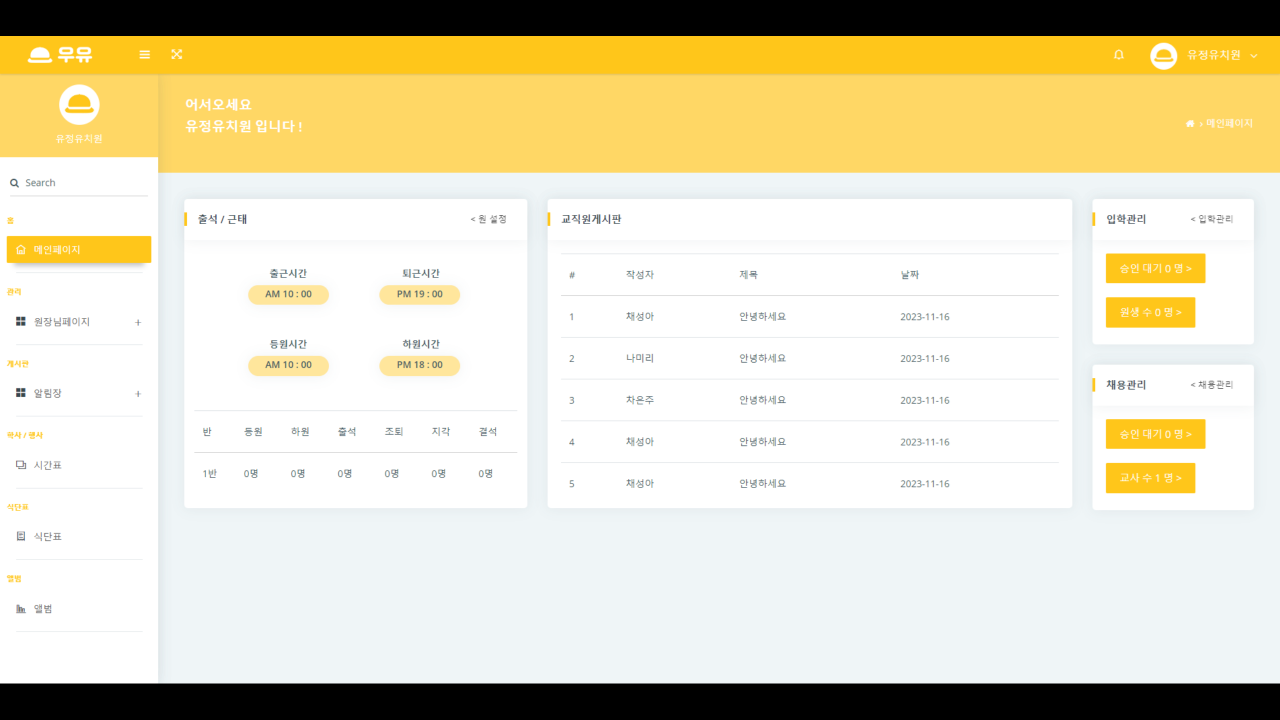 우유
유정유치원
유정유치원
어서오세요
유정유치원 입니다 !
› 메인페이지
Search
홈
메인페이지
관리
원장님페이지 +
게시판
알림장 +
학사 / 행사
시간표
식단표
식단표
앨범
앨범
출석 / 근태 < 원 설정
출근시간 퇴근시간
AM 10 : 00 PM 19 : 00
등원시간 하원시간
AM 10 : 00 PM 18 : 00
반 등원 하원 출석 조퇴 지각 결석
1반 0명 0명 0명 0명 0명 0명
교직원게시판
# 작성자 제목 날짜
1 채성아 안녕하세요 2023-11-16
2 나미리 안녕하세요 2023-11-16
3 차은주 안녕하세요 2023-11-16
4 채성아 안녕하세요 2023-11-16
5 채성아 안녕하세요 2023-11-16
입학관리 < 입학관리
승인 대기 0 명 >
원생 수 0 명 >
채용관리 < 채용관리
승인 대기 0 명 >
교사 수 1 명 >